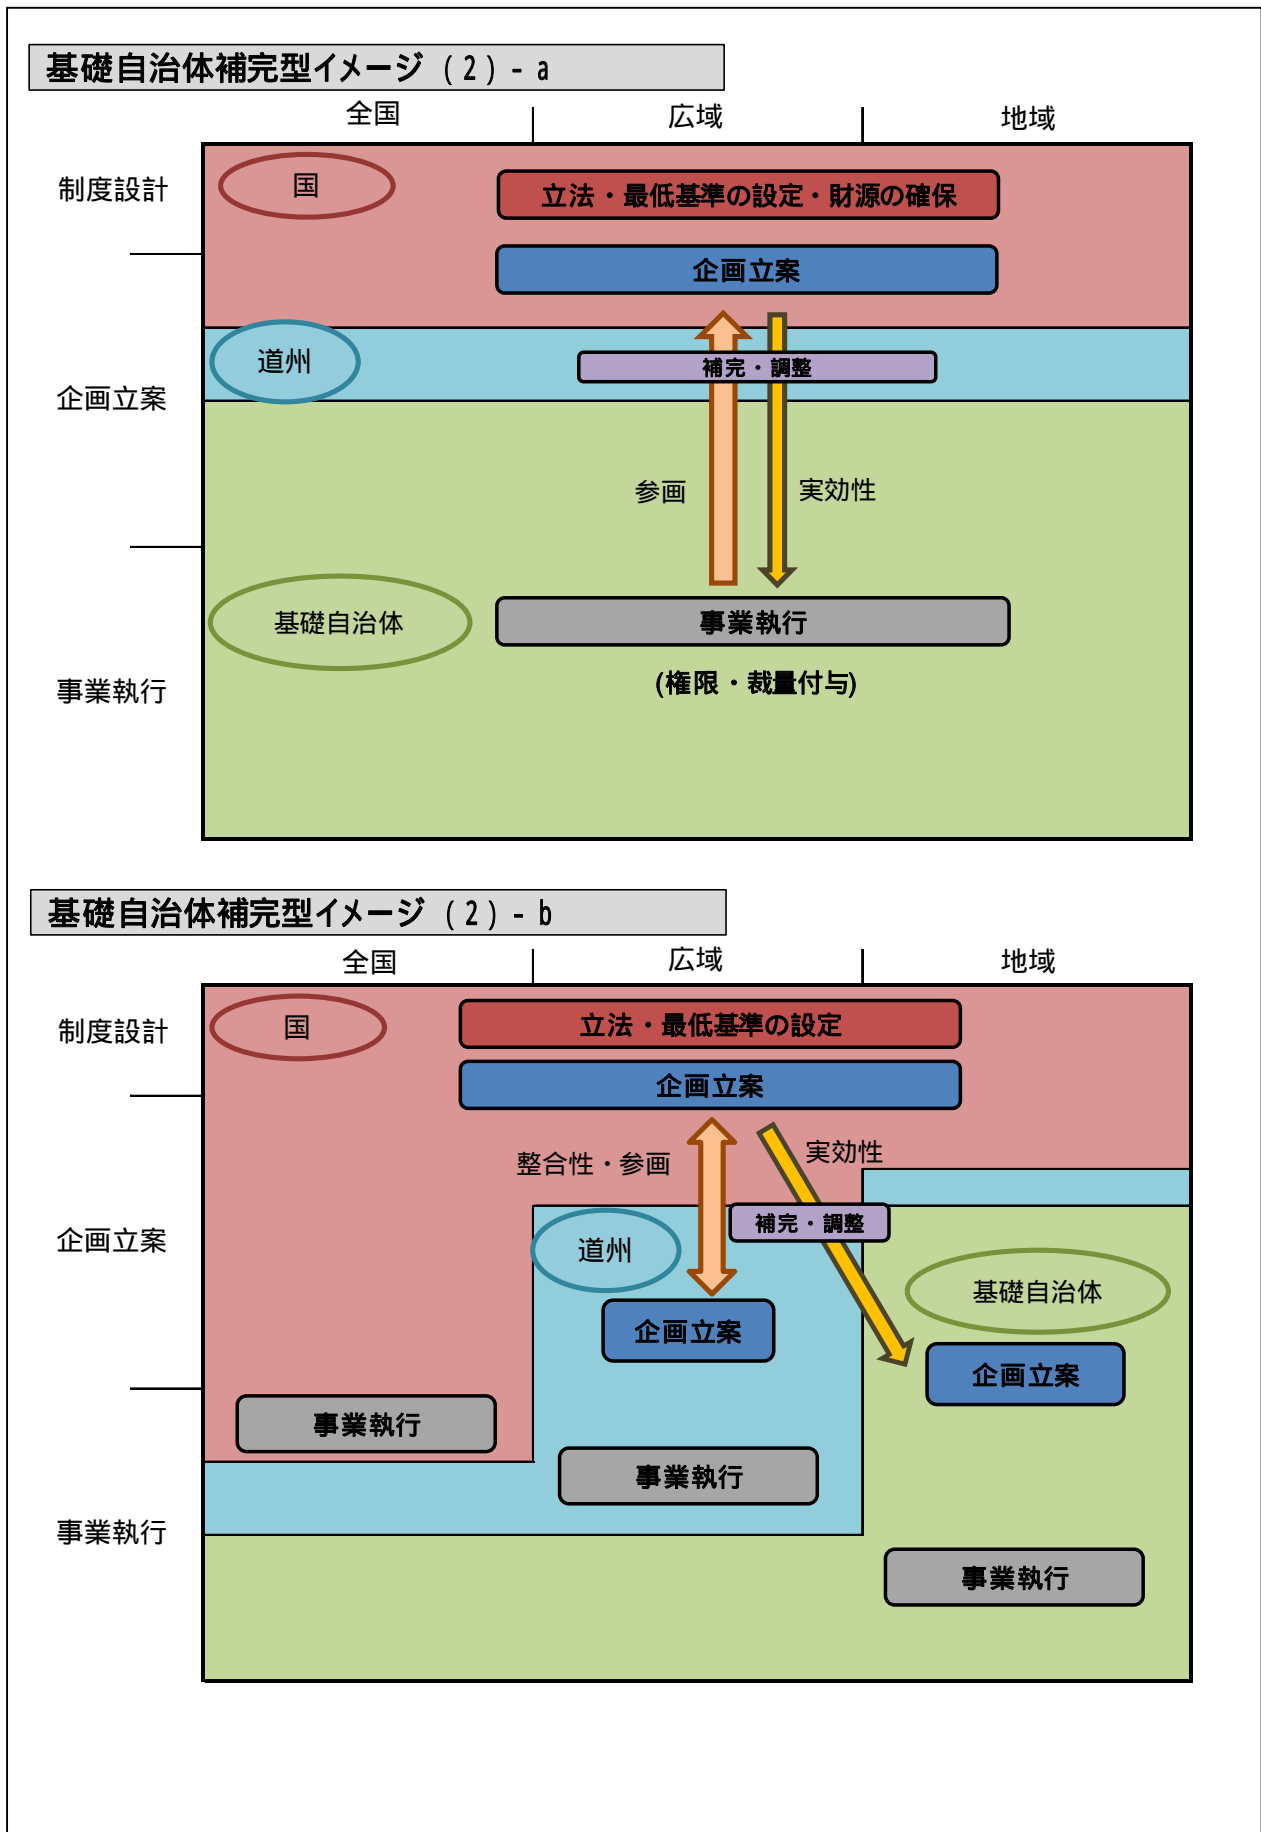 基礎自治体補完型イメージ (2) - a
全国 広域 地域
制度設計
国
立法・最低基準の設定・財源の確保
企画立案
道州
補完・調整
企画立案
参画
実効性
基礎自治体
事業執行
事業執行
(権限・裁量付与)
基礎自治体補完型イメージ (2) - b
全国 広域 地域
制度設計
国
立法・最低基準の設定
企画立案
整合性・参画
実効性
補完・調整
企画立案
道州
基礎自治体
企画立案
企画立案
事業執行
事業執行
事業執行
事業執行